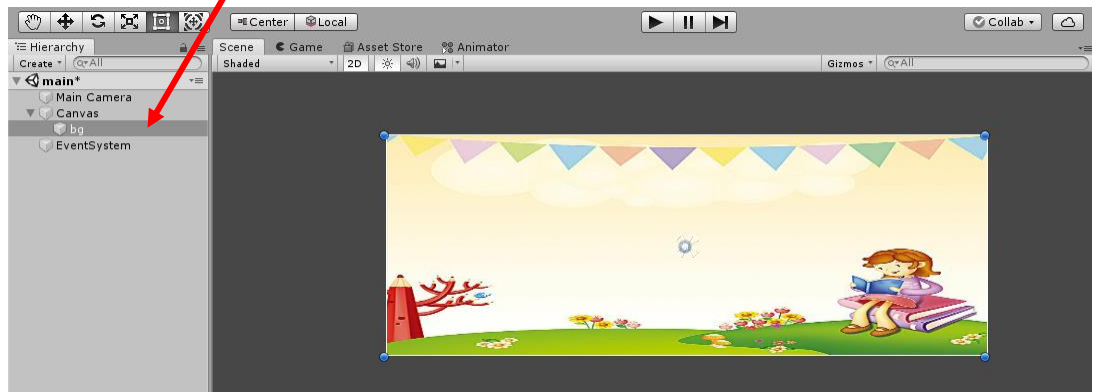 Center Local Collab
Hierarchy Scene Game Asset Store Animator
Create All Shaded 2D Gizmos All
main*
Main Camera
Canvas
bg
EventSystem